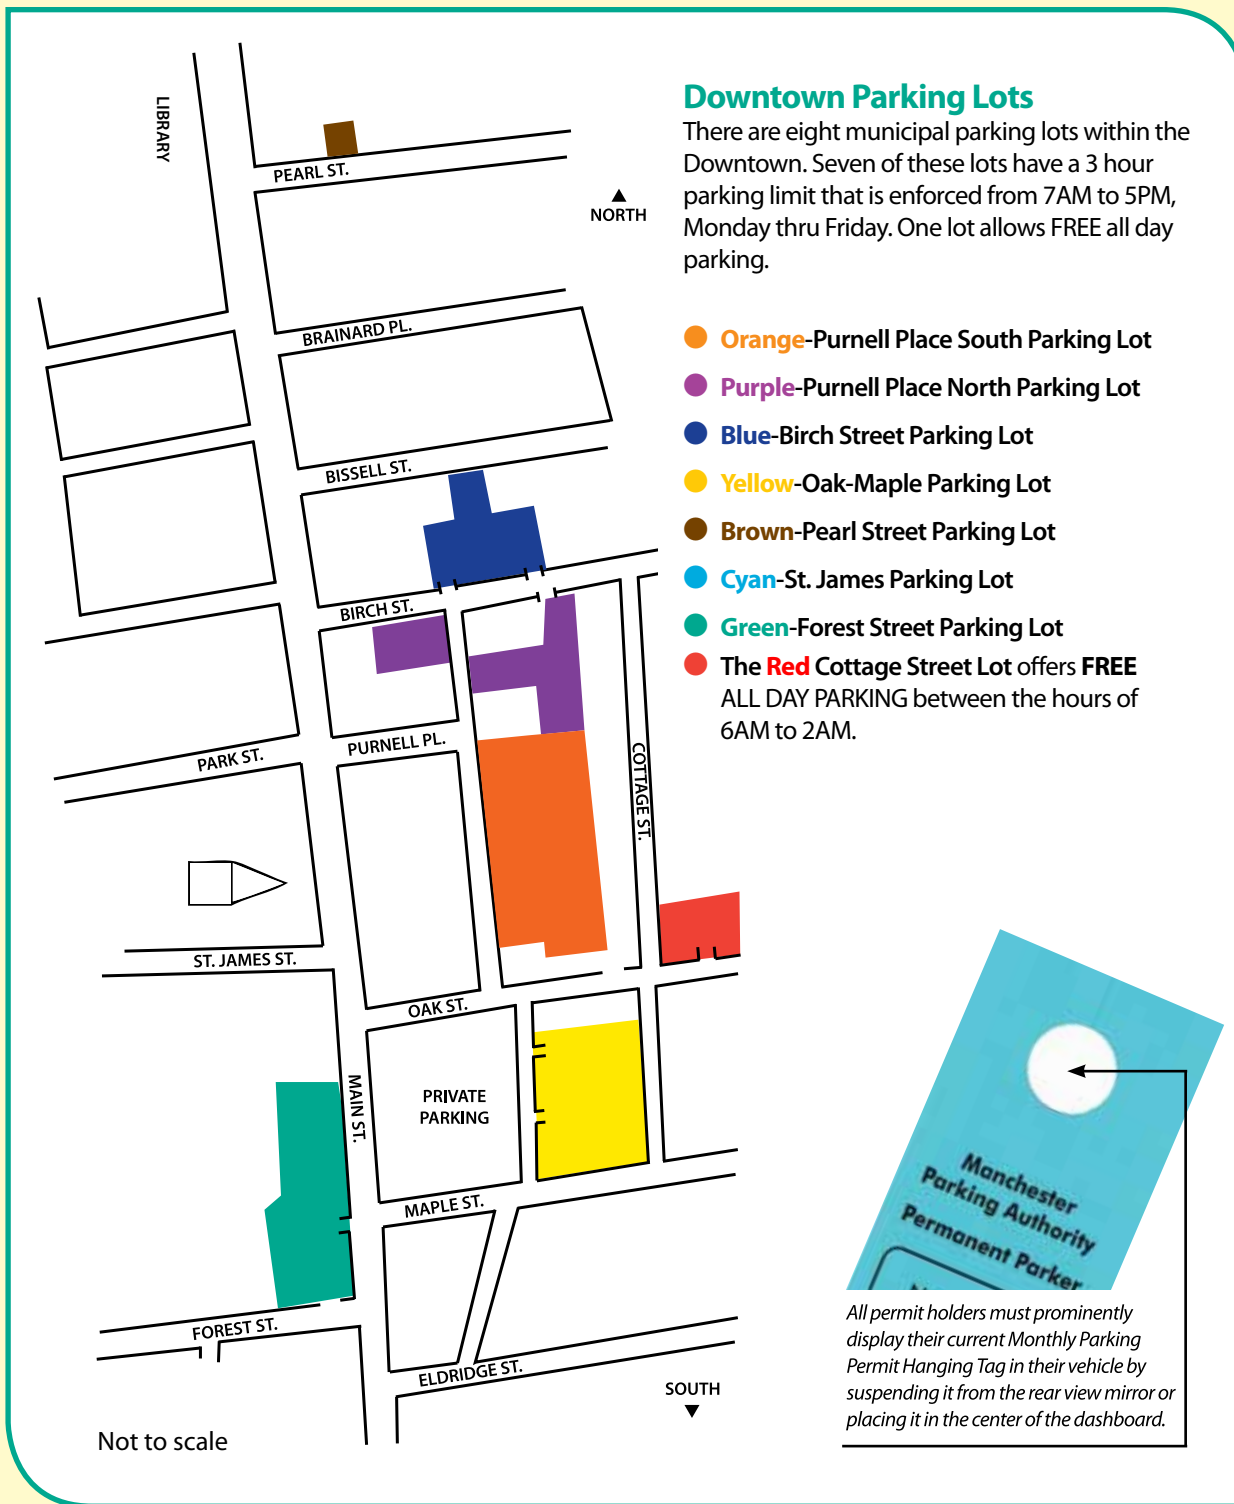 Downtown Parking Lots
There are eight municipal parking lots within the
Downtown. Seven of these lots have a 3 hour
parking limit that is enforced from 7AM to 5PM,
Monday thru Friday. One lot allows FREE all day
parking.
Orange-Purnell Place South Parking Lot
Purple-Purnell Place North Parking Lot
Blue-Birch Street Parking Lot
Yellow-Oak-Maple Parking Lot
Brown-Pearl Street Parking Lot
Cyan-St. James Parking Lot
Green-Forest Street Parking Lot
The Red Cottage Street Lot offers FREE
ALL DAY PARKING between the hours of
6AM to 2AM.
LIBRARY
PEARL ST.
NORTH
BRAINARD PL.
BISSELL ST.
BIRCH ST.
PURNELL PL.
PARK ST.
COTTAGE ST.
ST. JAMES ST.
OAK ST.
MAIN ST.
PRIVATE
PARKING
MAPLE ST.
FOREST ST.
ELDRIDGE ST.
SOUTH
Not to scale
Manchester
Parking Authority
Permanent Parker
All permit holders must prominently
display their current Monthly Parking
Permit Hanging Tag in their vehicle by
suspending it from the rear view mirror or
placing it in the center of the dashboard.